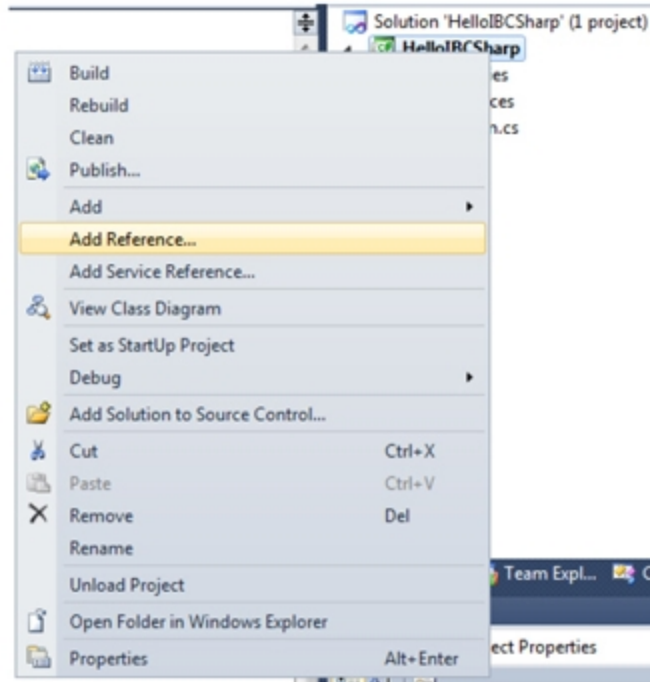 Solution 'HelloIBCSharp' (1 project)
HelloIBCSharp
es
ces
n.cs
Build
Rebuild
Clean
Publish...
Add
Add Reference...
Add Service Reference...
View Class Diagram
Set as StartUp Project
Debug
Add Solution to Source Control...
Cut Ctrl+X
Paste Ctrl+V
Remove Del
Rename
Unload Project
Open Folder in Windows Explorer
Properties Alt+Enter
Team Expl...
ect Properties